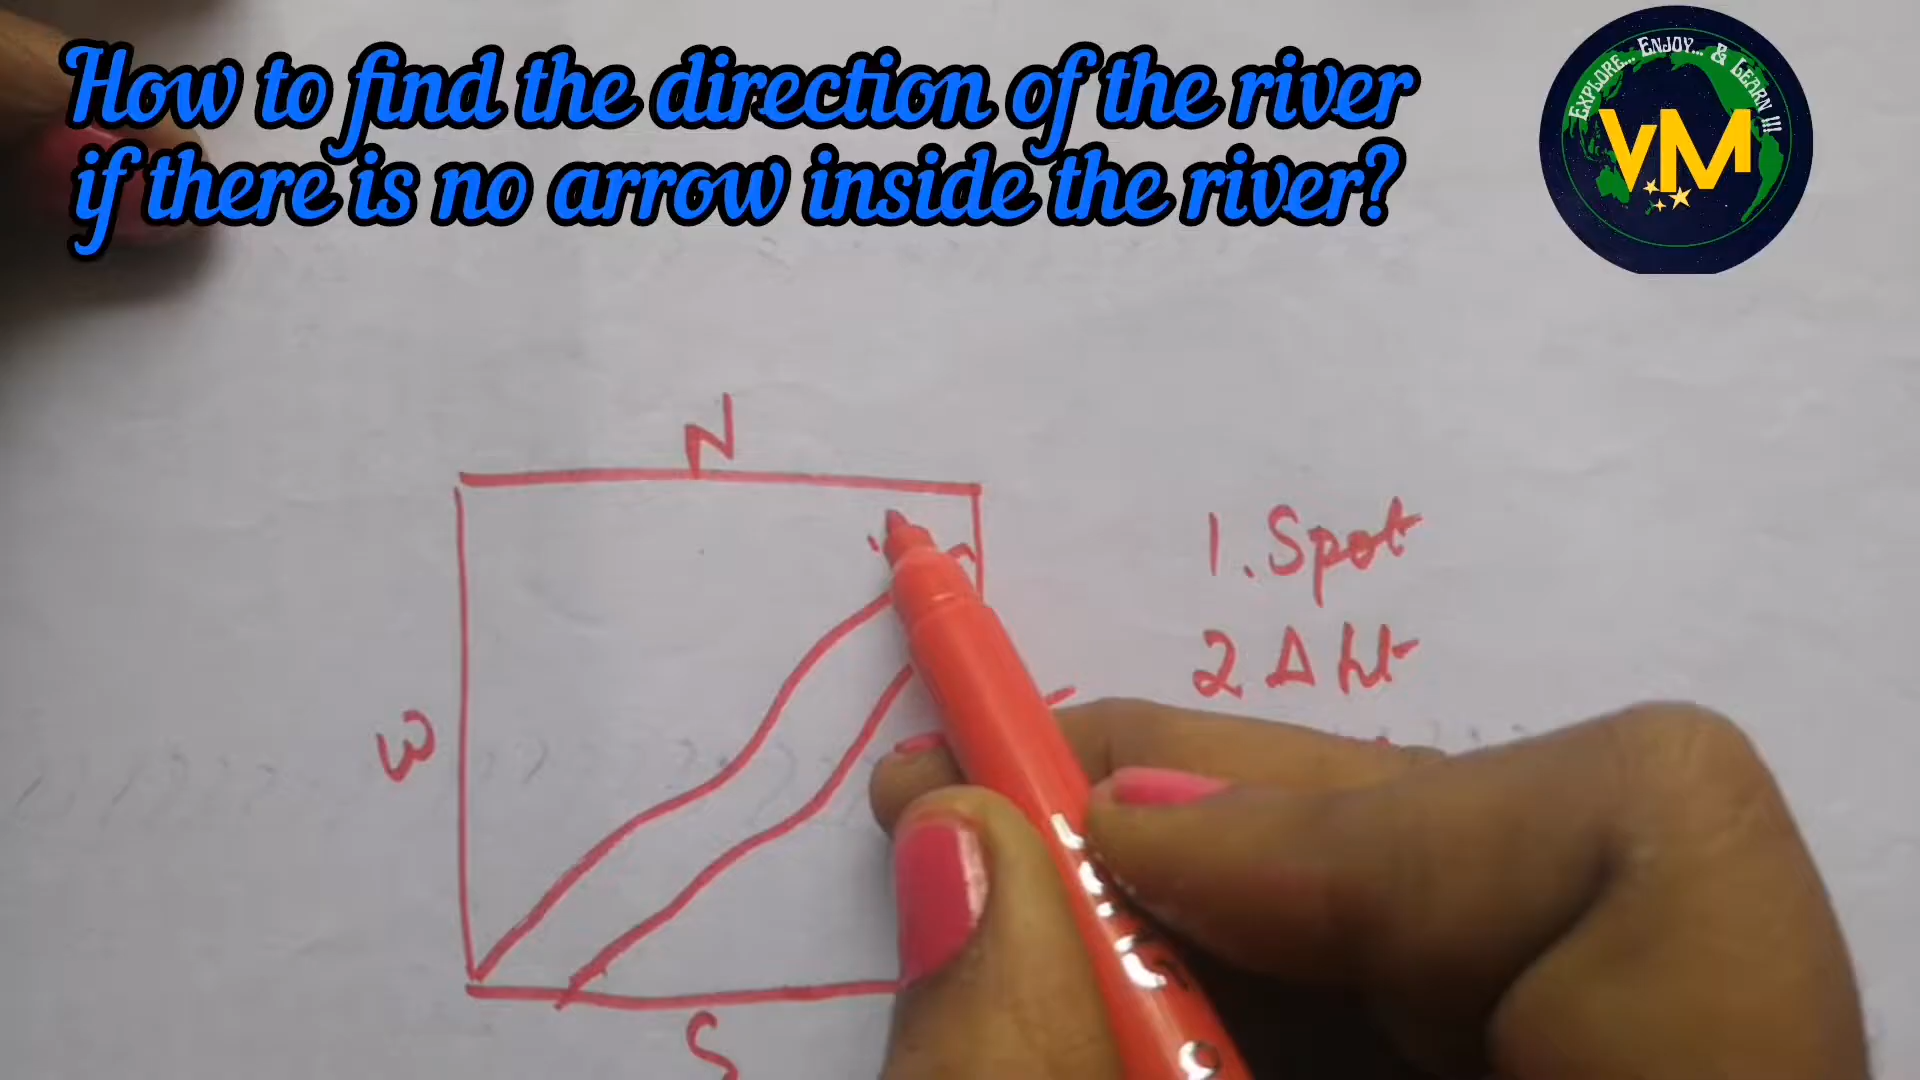 How to find the direction of the river
if there is no arrow inside the river?
EXPLORE... ENJOY... & LEARN !!!
VM
N
1. Spot
2 Δ ht
W
S